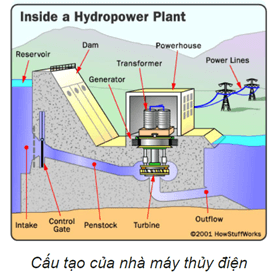 Inside a Hydropower Plant
Reservoir
Dam
Powerhouse
Transformer
Power Lines
Generator
Intake
Control
Gate
Penstock
Turbine
Outflow
©2001 HowStuffWorks
Cấu tạo của nhà máy thủy điện